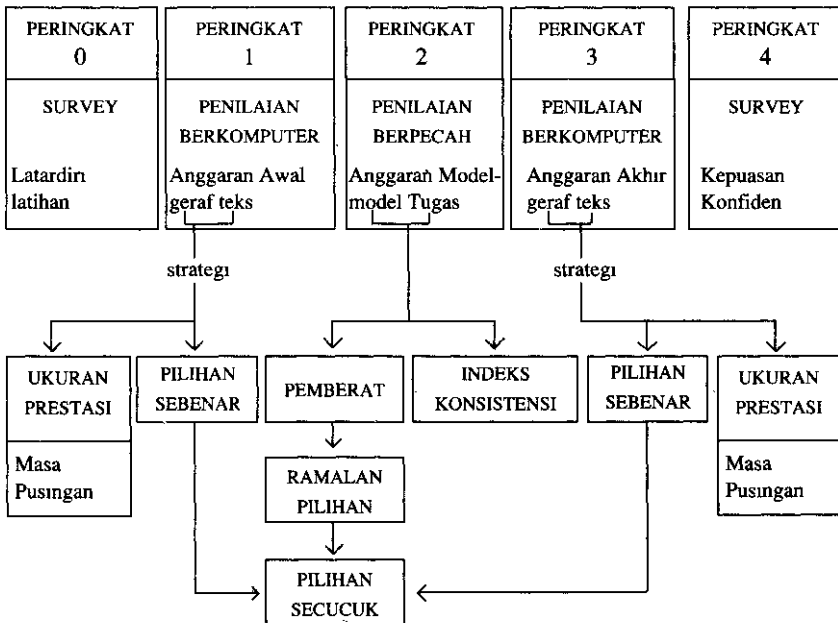 PERINGKAT
0
SURVEY
Latardiri
latihan
PERINGKAT
1
PENILAIAN
BERKOMPUTER
Anggaran Awal
geraf teks
PERINGKAT
2
PENILAIAN
BERPECAH
Anggaran Model-
model Tugas
PERINGKAT
3
PENILAIAN
BERKOMPUTER
Anggaran Akhir
geraf teks
PERINGKAT
4
SURVEY
Kepuasan
Konfiden
strategi
strategi
UKURAN
PRESTASI
Masa
Pusingan
PILIHAN
SEBENAR
PEMBERAT
INDEKS
KONSISTENSI
PILIHAN
SEBENAR
UKURAN
PRESTASI
Masa
Pusingan
RAMALAN
PILIHAN
PILIHAN
SECUCUK